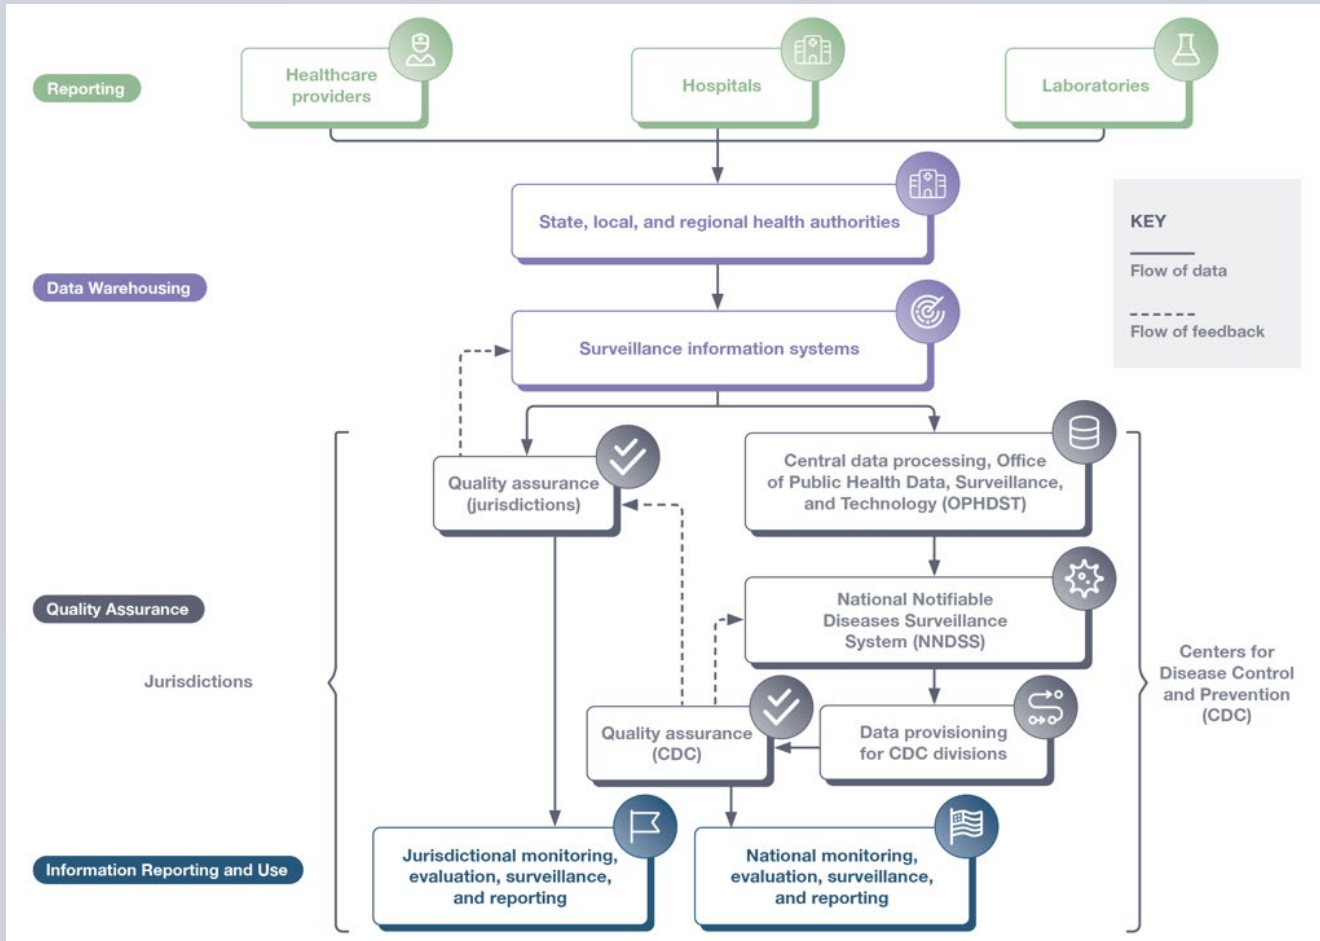 Reporting
Healthcare
providers
Hospitals
Laboratories
State, local, and regional health authorities
KEY
Flow of data
Flow of feedback
Data Warehousing
Surveillance information systems
Quality assurance
(jurisdictions)
Central data processing, Office
of Public Health Data, Surveillance,
and Technology (OPHDST)
Quality Assurance
National Notifiable
Diseases Surveillance
System (NNDSS)
Jurisdictions
Centers for
Disease Control
and Prevention
(CDC)
Quality assurance
(CDC)
Data provisioning
for CDC divisions
Information Reporting and Use
Jurisdictional monitoring,
evaluation, surveillance,
and reporting
National monitoring,
evaluation, surveillance,
and reporting